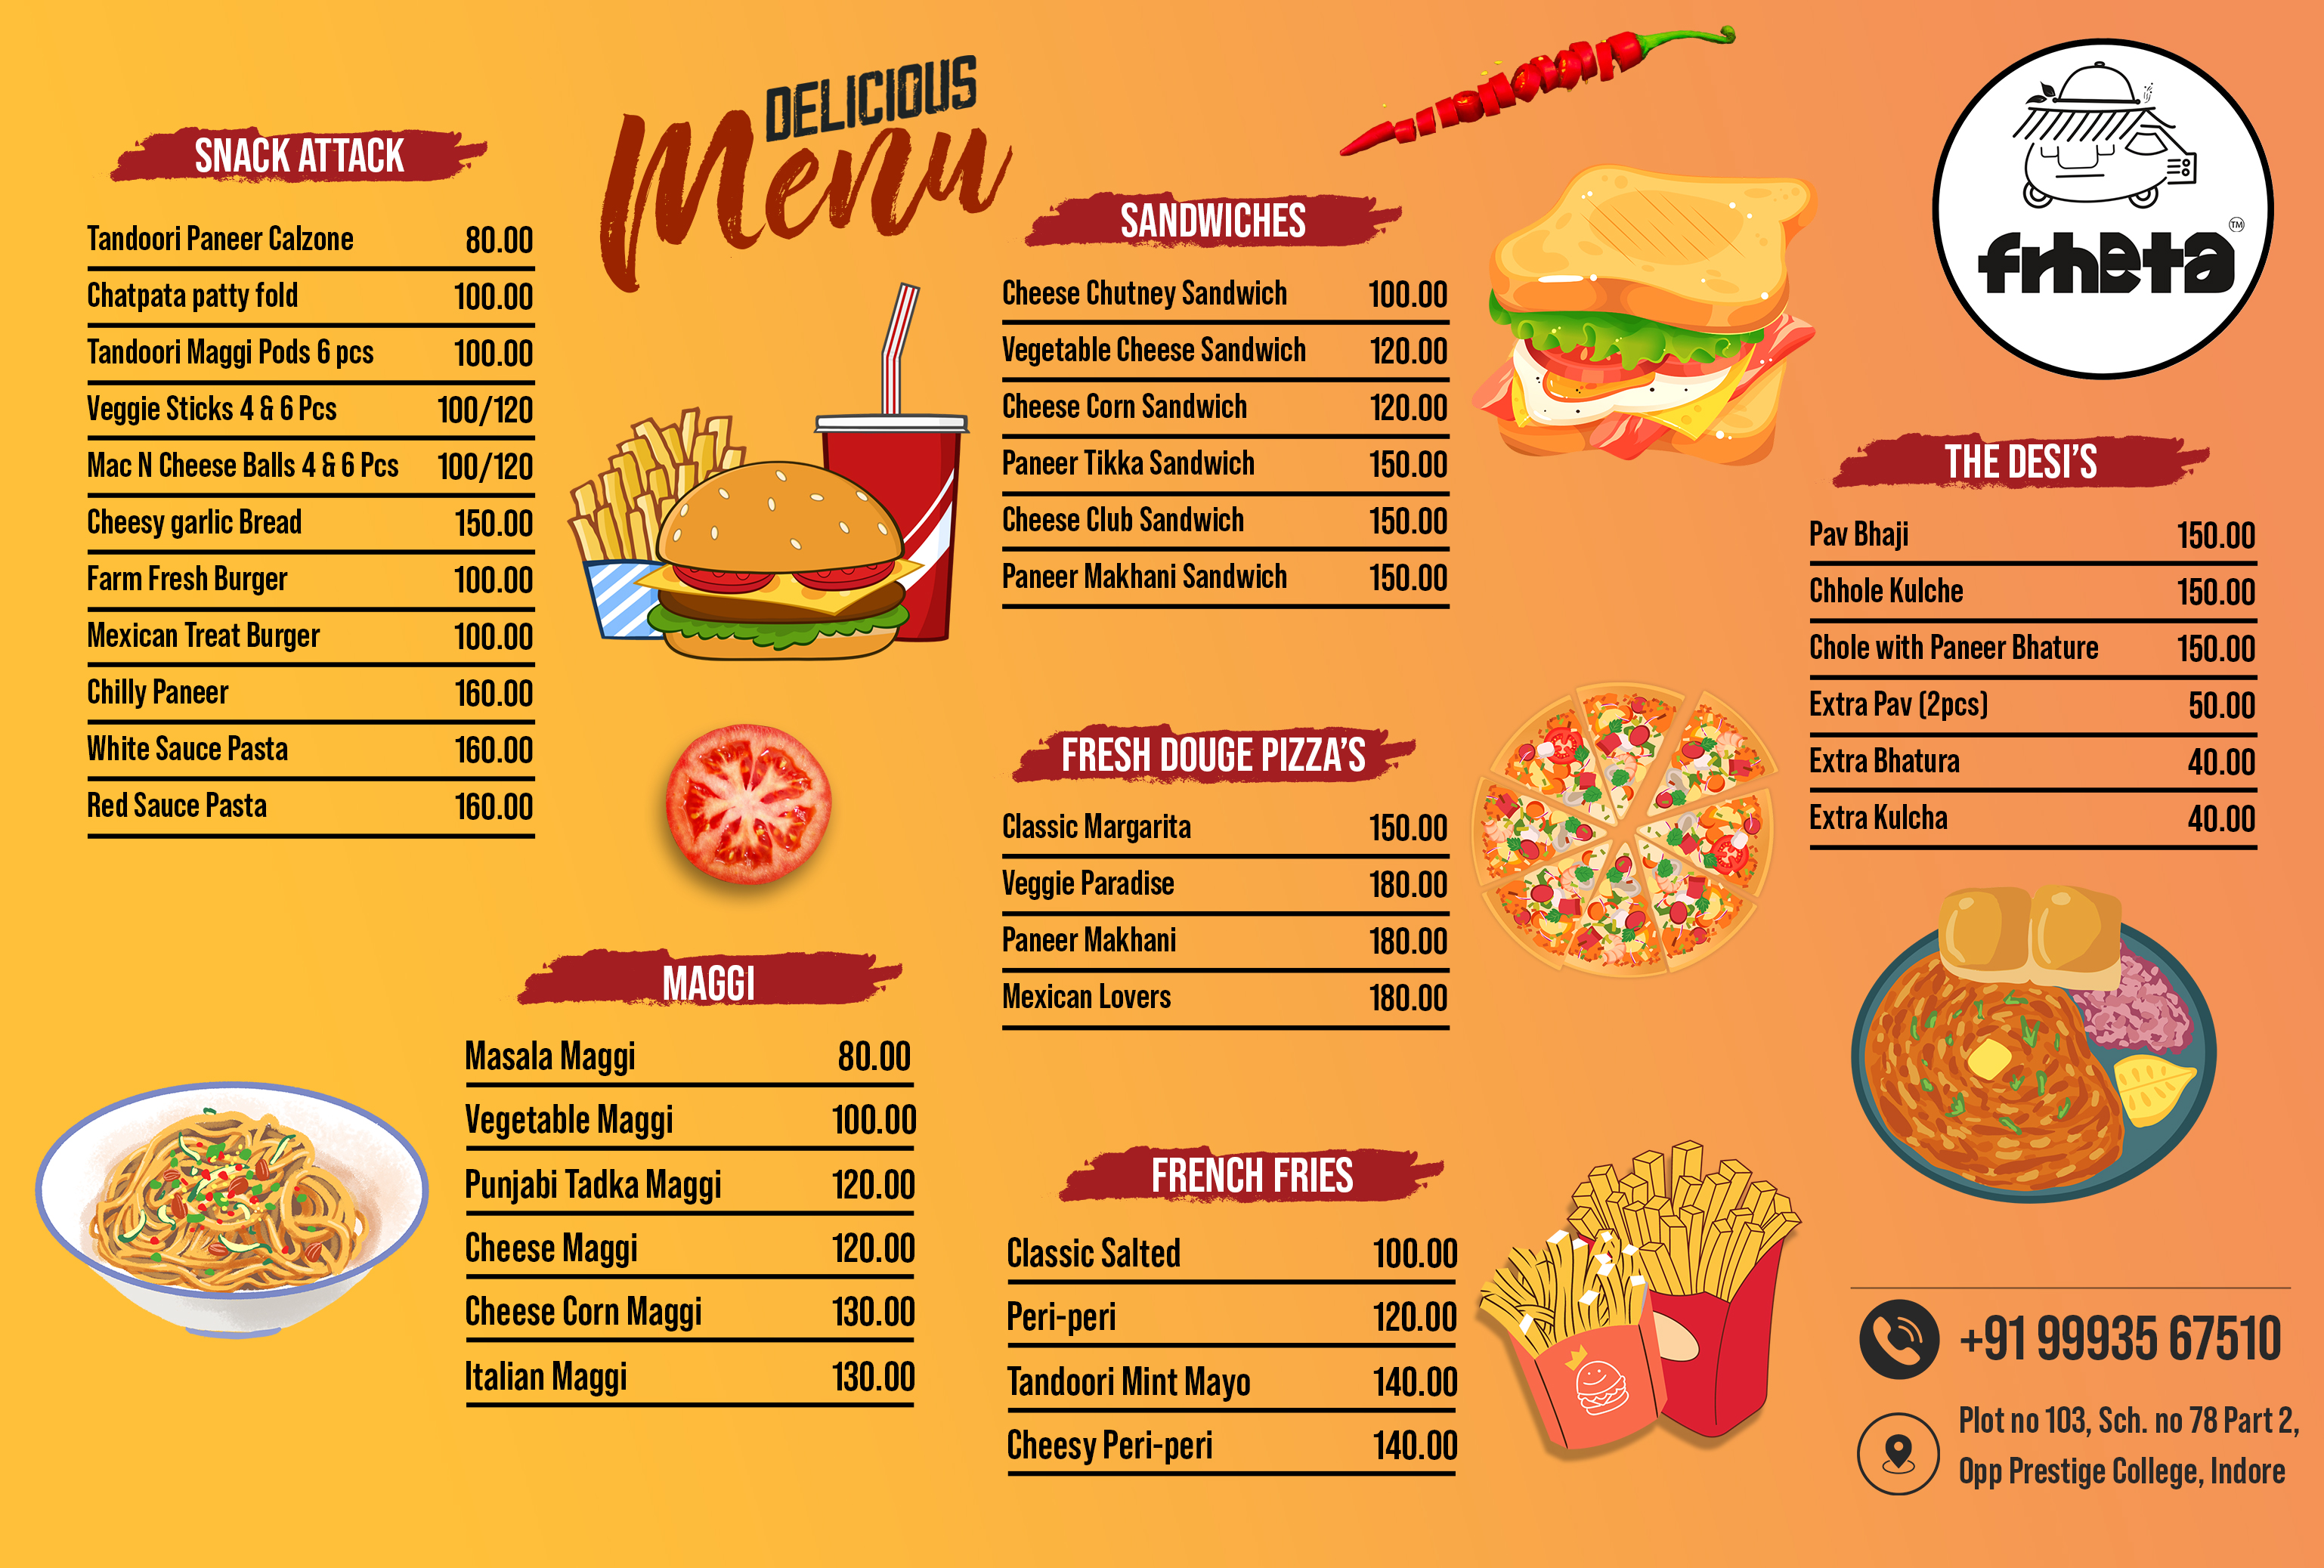 DELICIOUS
Menu
SNACK ATTACK
Tandoori Paneer Calzone 80.00
Chatpata patty fold 100.00
Tandoori Maggi Pods 6 pcs 100.00
Veggie Sticks 4 & 6 Pcs 100/120
Mac N Cheese Balls 4 & 6 Pcs 100/120
Cheesy garlic Bread 150.00
Farm Fresh Burger 100.00
Mexican Treat Burger 100.00
Chilly Paneer 160.00
White Sauce Pasta 160.00
Red Sauce Pasta 160.00
MAGGI
Masala Maggi 80.00
Vegetable Maggi 100.00
Punjabi Tadka Maggi 120.00
Cheese Maggi 120.00
Cheese Corn Maggi 130.00
Italian Maggi 130.00
SANDWICHES
Cheese Chutney Sandwich 100.00
Vegetable Cheese Sandwich 120.00
Cheese Corn Sandwich 120.00
Paneer Tikka Sandwich 150.00
Cheese Club Sandwich 150.00
Paneer Makhani Sandwich 150.00
FRESH DOUGE PIZZA'S
Classic Margarita 150.00
Veggie Paradise 180.00
Paneer Makhani 180.00
Mexican Lovers 180.00
FRENCH FRIES
Classic Salted 100.00
Peri-peri 120.00
Tandoori Mint Mayo 140.00
Cheesy Peri-peri 140.00
frheta TM
THE DESI'S
Pav Bhaji 150.00
Chhole Kulche 150.00
Chole with Paneer Bhature 150.00
Extra Pav (2pcs) 50.00
Extra Bhatura 40.00
Extra Kulcha 40.00
+91 99935 67510
Plot no 103, Sch. no 78 Part 2,
Opp Prestige College, Indore